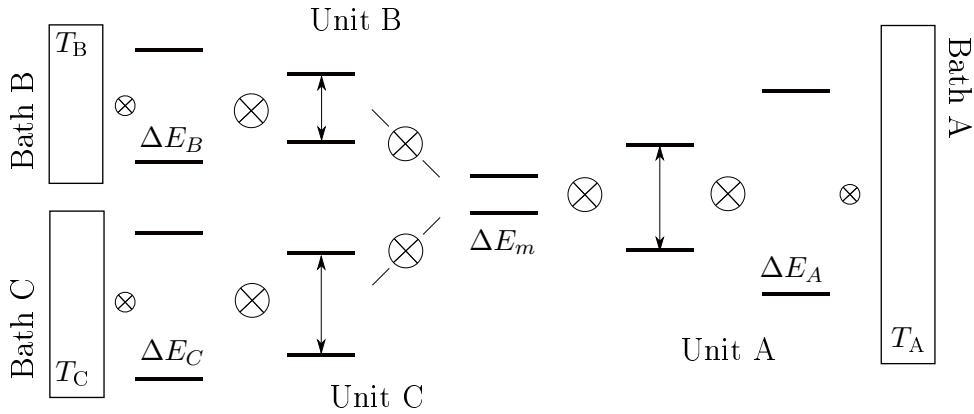 Unit B
Bath B
T_B
ΔE_B
ΔE_m
Bath A
ΔE_A
T_A
Unit A
Bath C
T_C
ΔE_C
Unit C